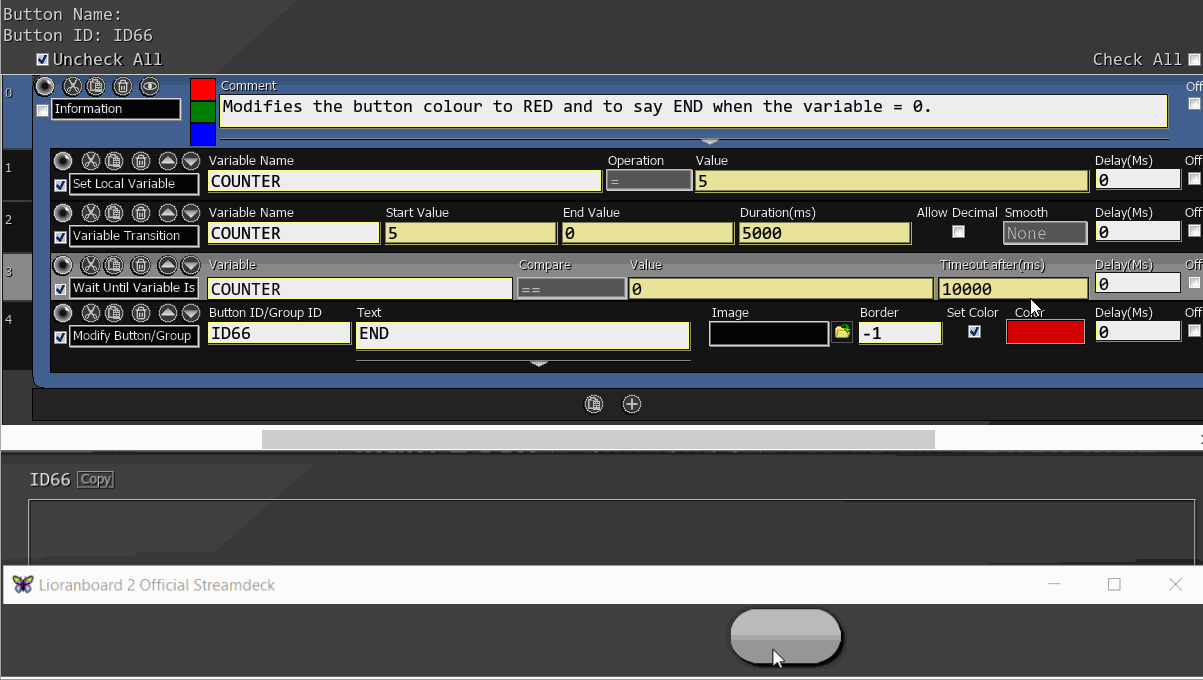 Button Name:
Button ID: ID66
Uncheck All
Check All
0
Comment
Off
Information
Modifies the button colour to RED and to say END when the variable = 0.
1
Variable Name
Operation
Value
Delay(Ms)
Off
Set Local Variable
COUNTER
=
5
0
2
Variable Name
Start Value
End Value
Duration(ms)
Allow Decimal
Smooth
Delay(Ms)
Off
Variable Transition
COUNTER
5
0
5000
None
0
3
Variable
Compare
Value
Timeout after(ms)
Delay(Ms)
Off
Wait Until Variable Is
COUNTER
==
0
10000
0
4
Button ID/Group ID
Text
Image
Border
Set Color
Color
Delay(Ms)
Off
Modify Button/Group
ID66
END
-1
0
ID66
Copy
Lioranboard 2 Official Streamdeck